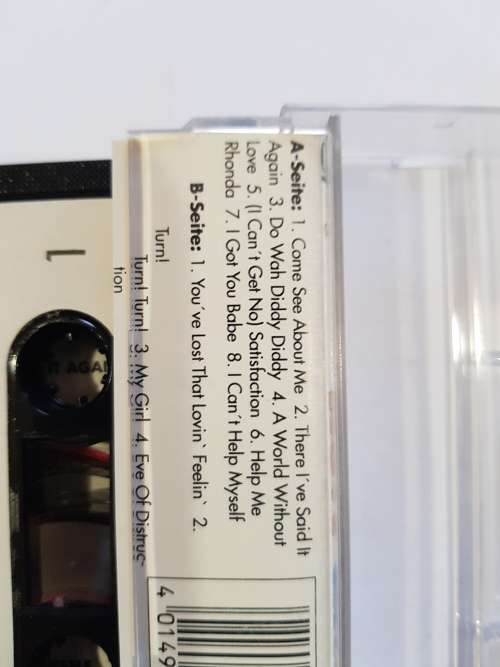 A-Seite: 1. Come See About Me 2. There I´ve Said It
Again 3. Do Wah Diddy Diddy 4. A World Without
Love 5. (I Can´t Get No) Satisfaction 6. Help Me
Rhonda 7. I Got You Babe 8. I Can´t Help Myself
B-Seite: 1. You´ve Lost That Lovin` Feelin` 2.
Turn!
Turn! Turn! 3. My Girl 4. Eve Of Distruc-
tion
4 0149
1